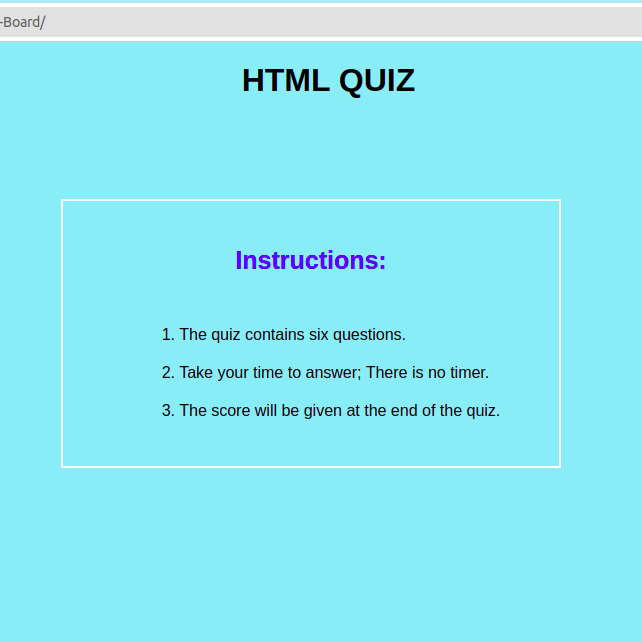 -Board/
HTML QUIZ
Instructions:
1. The quiz contains six questions.
2. Take your time to answer; There is no timer.
3. The score will be given at the end of the quiz.